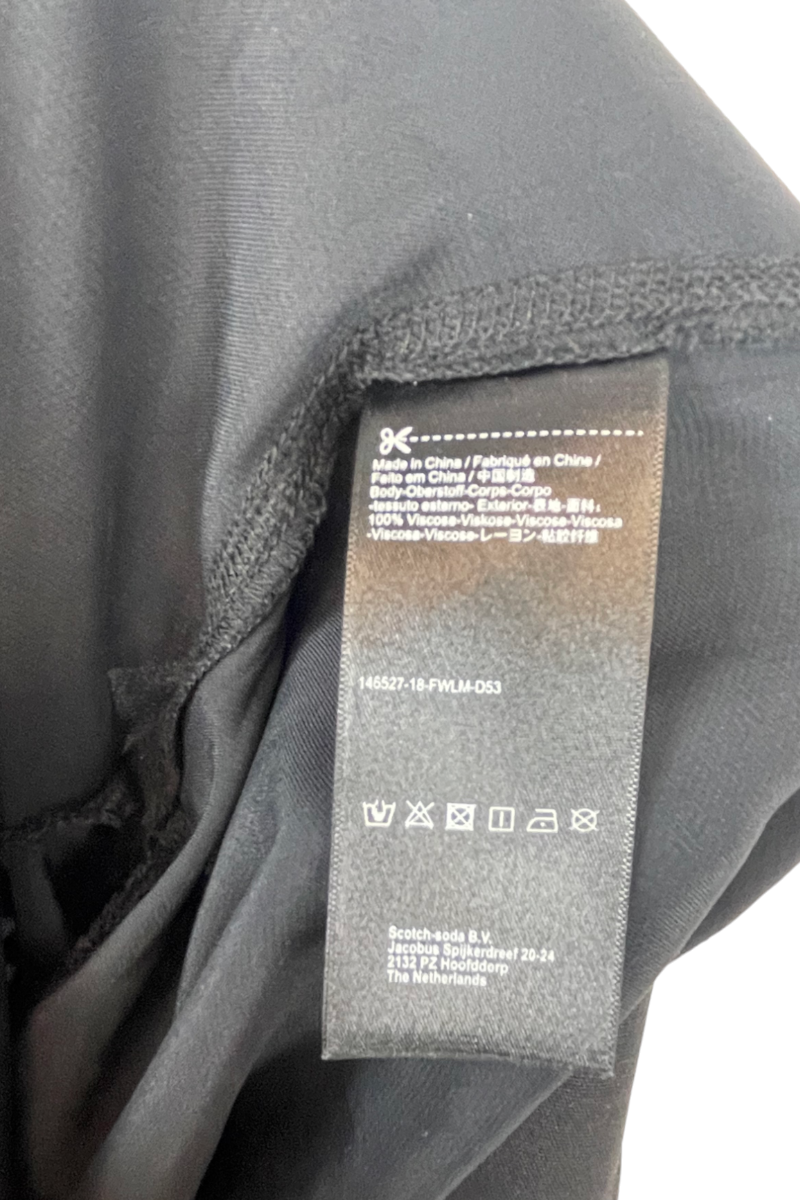 Made in China / Fabriqué en Chine /
Feito em China / 中国制造
Body-Oberstoff-Corps-Corpo
-tessuto esterno- Exterior-表地-面料:
100% Viscose-Viskose-Viscose-Viscosa
-Viscosa-Viscose-レーヨン-粘胶纤维
146527-18-FWLM-D53
Scotch-soda B.V.
Jacobus Spijkerdreef 20-24
2132 PZ Hoofddorp
The Netherlands